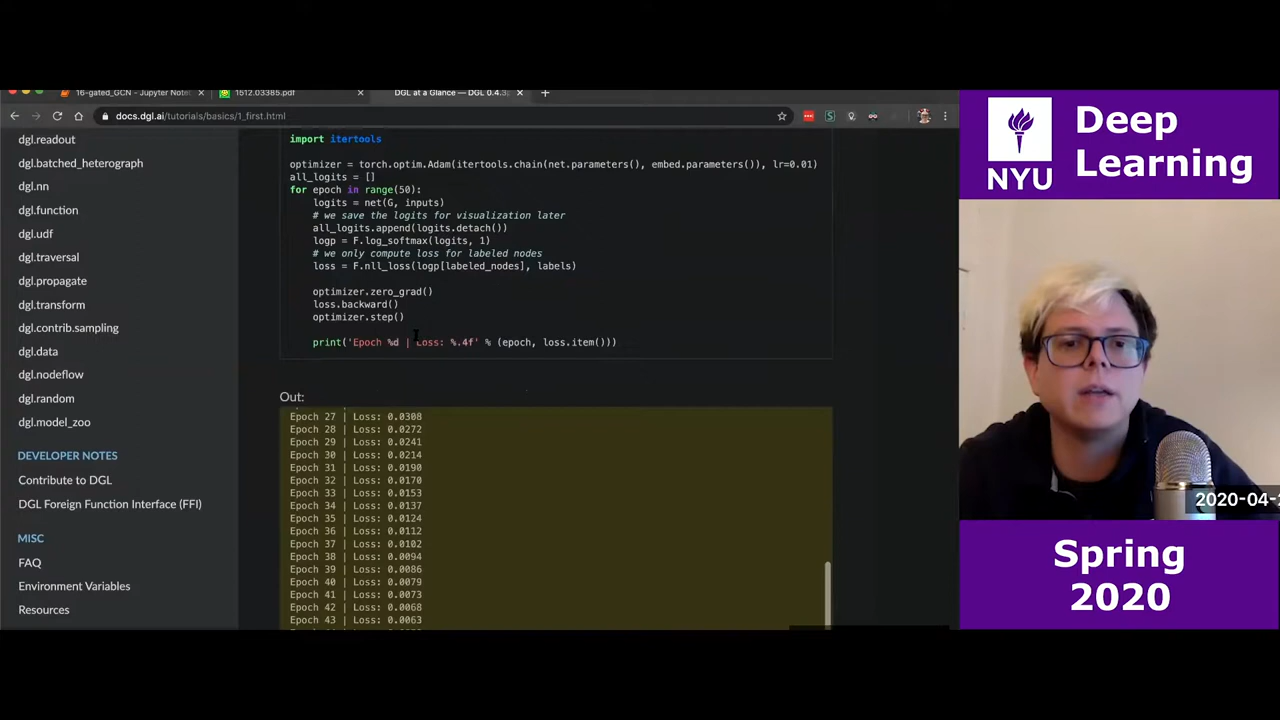 16-gated_GCN - Jupyter Note
1512.03385.pdf
DGL at a Glance — DGL 0.4.3
docs.dgl.ai/tutorials/basics/1_first.html
dgl.readout
dgl.batched_heterograph
dgl.nn
dgl.function
dgl.udf
dgl.traversal
dgl.propagate
dgl.transform
dgl.contrib.sampling
dgl.data
dgl.nodeflow
dgl.random
dgl.model_zoo
DEVELOPER NOTES
Contribute to DGL
DGL Foreign Function Interface (FFI)
MISC
FAQ
Environment Variables
Resources
import itertools
optimizer = torch.optim.Adam(itertools.chain(net.parameters(), embed.parameters()), lr=0.01)
all_logits = []
for epoch in range(50):
logits = net(G, inputs)
# we save the logits for visualization later
all_logits.append(logits.detach())
logp = F.log_softmax(logits, 1)
# we only compute loss for labeled nodes
loss = F.nll_loss(logp[labeled_nodes], labels)
optimizer.zero_grad()
loss.backward()
optimizer.step()
print('Epoch %d | Loss: %.4f' % (epoch, loss.item()))
Out:
Epoch 27 | Loss: 0.0308
Epoch 28 | Loss: 0.0272
Epoch 29 | Loss: 0.0241
Epoch 30 | Loss: 0.0214
Epoch 31 | Loss: 0.0190
Epoch 32 | Loss: 0.0170
Epoch 33 | Loss: 0.0153
Epoch 34 | Loss: 0.0137
Epoch 35 | Loss: 0.0124
Epoch 36 | Loss: 0.0112
Epoch 37 | Loss: 0.0102
Epoch 38 | Loss: 0.0094
Epoch 39 | Loss: 0.0086
Epoch 40 | Loss: 0.0079
Epoch 41 | Loss: 0.0073
Epoch 42 | Loss: 0.0068
Epoch 43 | Loss: 0.0063
NYU
Deep
Learning
2020-04-2
Spring
2020